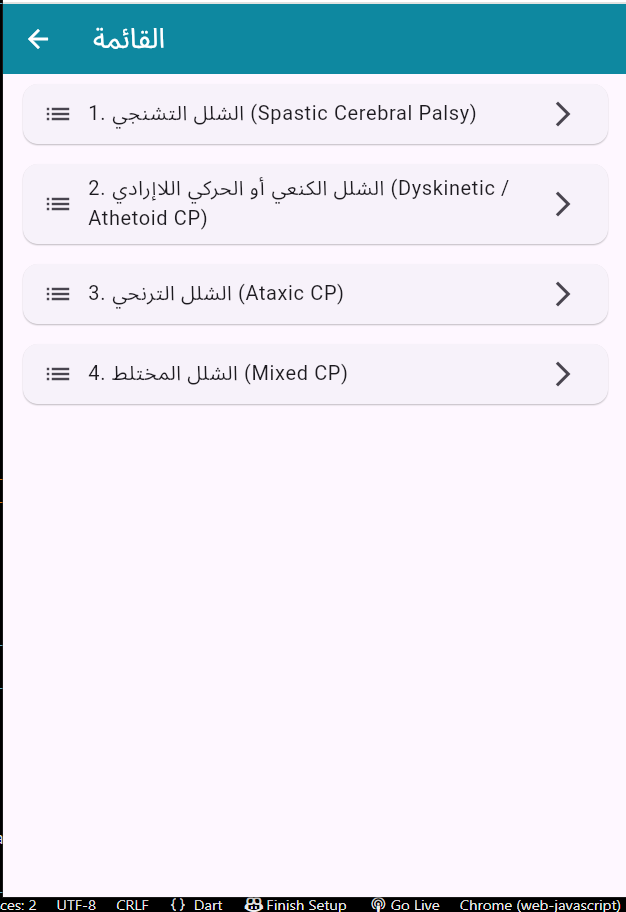 القائمة
1. الشلل التشنجي (Spastic Cerebral Palsy)
2. الشلل الكنعي أو الحركي اللاإرادي (Dyskinetic /
Athetoid CP)
3. الشلل الترنحي (Ataxic CP)
4. الشلل المختلط (Mixed CP)
ces: 2 UTF-8 CRLF {} Dart Finish Setup Go Live Chrome (web-javascript)